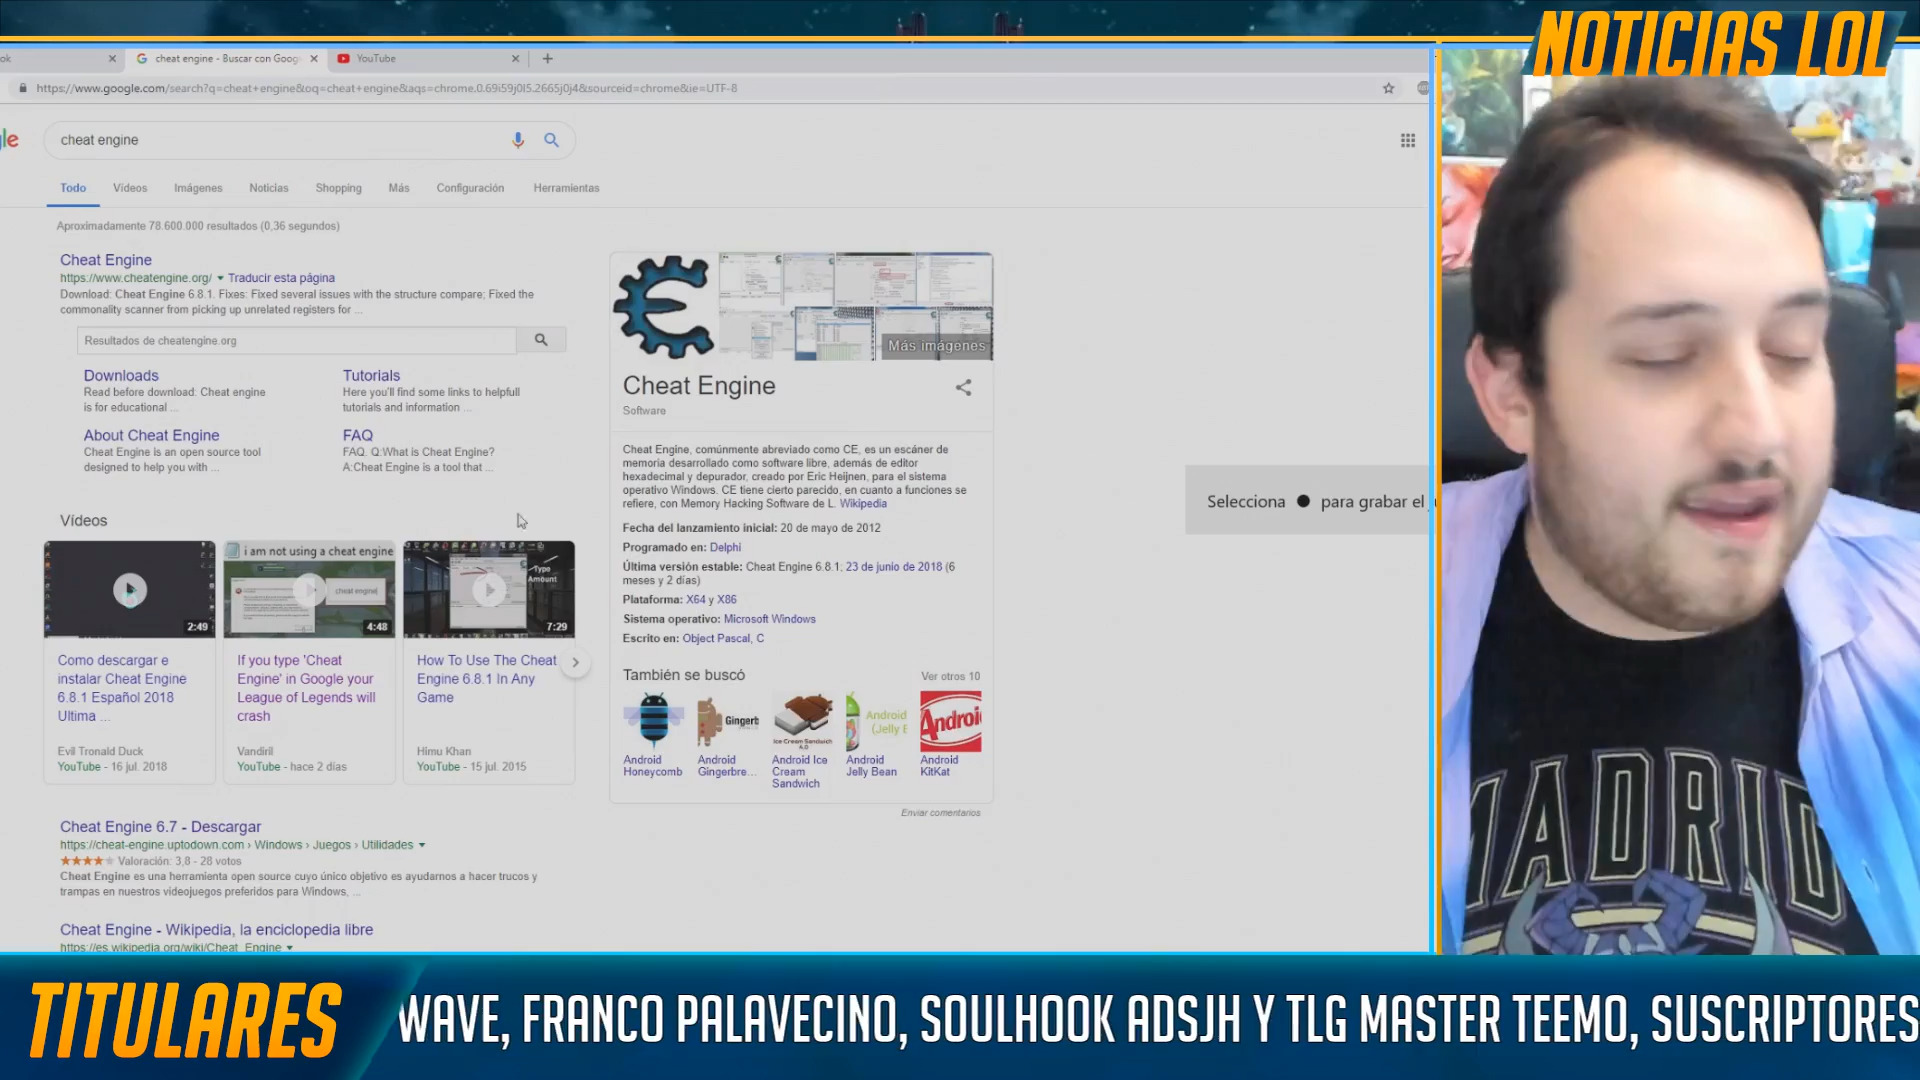 NOTICIAS LOL
ok
cheat engine - Buscar con Goog
YouTube
https://www.google.com/search?q=cheat+engine&oq=cheat+engine&aqs=chrome.0.69i59j0l5.2665j0j4&sourceid=chrome&ie=UTF-8
le
cheat engine
Todo
Vídeos
Imágenes
Noticias
Shopping
Más
Configuración
Herramientas
Aproximadamente 78.600.000 resultados (0,36 segundos)
Cheat Engine
https://www.cheatengine.org/ Traducir esta página
Download: Cheat Engine 6.8.1. Fixes: Fixed several issues with the structure compare; Fixed the
commonality scanner from picking up unrelated registers for ...
Resultados de cheatengine.org
Downloads
Read before download: Cheat engine
is for educational ...
Tutorials
Here you'll find some links to helpfull
tutorials and information ...
About Cheat Engine
Cheat Engine is an open source tool
designed to help you with ...
FAQ
FAQ. Q:What is Cheat Engine?
A:Cheat Engine is a tool that ...
Vídeos
2:49
i am not using a cheat engine
cheat engine
4:48
Type
Amount
7:29
Como descargar e
instalar Cheat Engine
6.8.1 Español 2018
Ultima ...
Evil Tronald Duck
YouTube - 16 jul. 2018
If you type 'Cheat
Engine' in Google your
League of Legends will
crash
Vandiril
YouTube - hace 2 días
How To Use The Cheat
Engine 6.8.1 In Any
Game
Himu Khan
YouTube - 15 jul. 2015
Cheat Engine 6.7 - Descargar
https://cheat-engine.uptodown.com › Windows › Juegos › Utilidades
Valoración: 3,8 - 28 votos
Cheat Engine es una herramienta open source cuyo único objetivo es ayudarnos a hacer trucos y
trampas en nuestros videojuegos preferidos para Windows, ...
Cheat Engine - Wikipedia, la enciclopedia libre
https://es.wikipedia.org/wiki/Cheat_Engine
Más imágenes
Cheat Engine
Software
Cheat Engine, comúnmente abreviado como CE, es un escáner de
memoria desarrollado como software libre, además de editor
hexadecimal y depurador, creado por Eric Heijnen, para el sistema
operativo Windows. CE tiene cierto parecido, en cuanto a funciones se
refiere, con Memory Hacking Software de L. Wikipedia
Fecha del lanzamiento inicial: 20 de mayo de 2012
Programado en: Delphi
Última versión estable: Cheat Engine 6.8.1; 23 de junio de 2018 (6
meses y 2 días)
Plataforma: X64 y X86
Sistema operativo: Microsoft Windows
Escrito en: Object Pascal, C
También se buscó
Ver otros 10
Gingerb
Ice Cream Sandwich
4.0
Android
(Jelly B
Androi
Android
Honeycomb
Android
Gingerbre...
Android Ice
Cream
Sandwich
Android
Jelly Bean
Android
KitKat
Enviar comentarios
Selecciona ● para grabar el
MADRID
TITULARES
WAVE, FRANCO PALAVECINO, SOULHOOK ADSJH Y TLG MASTER TEEMO, SUSCRIPTORES